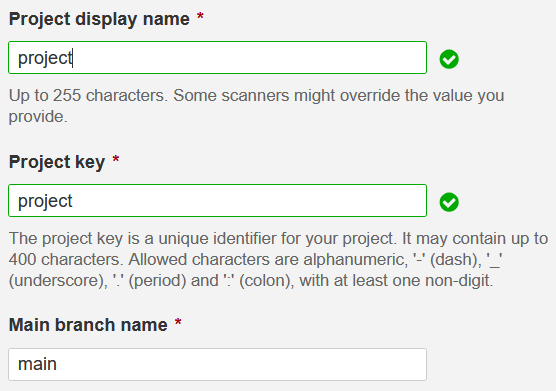 Project display name *
project
Up to 255 characters. Some scanners might override the value you
provide.
Project key *
project
The project key is a unique identifier for your project. It may contain up to
400 characters. Allowed characters are alphanumeric, '-' (dash), '_'
(underscore), '.' (period) and ':' (colon), with at least one non-digit.
Main branch name *
main